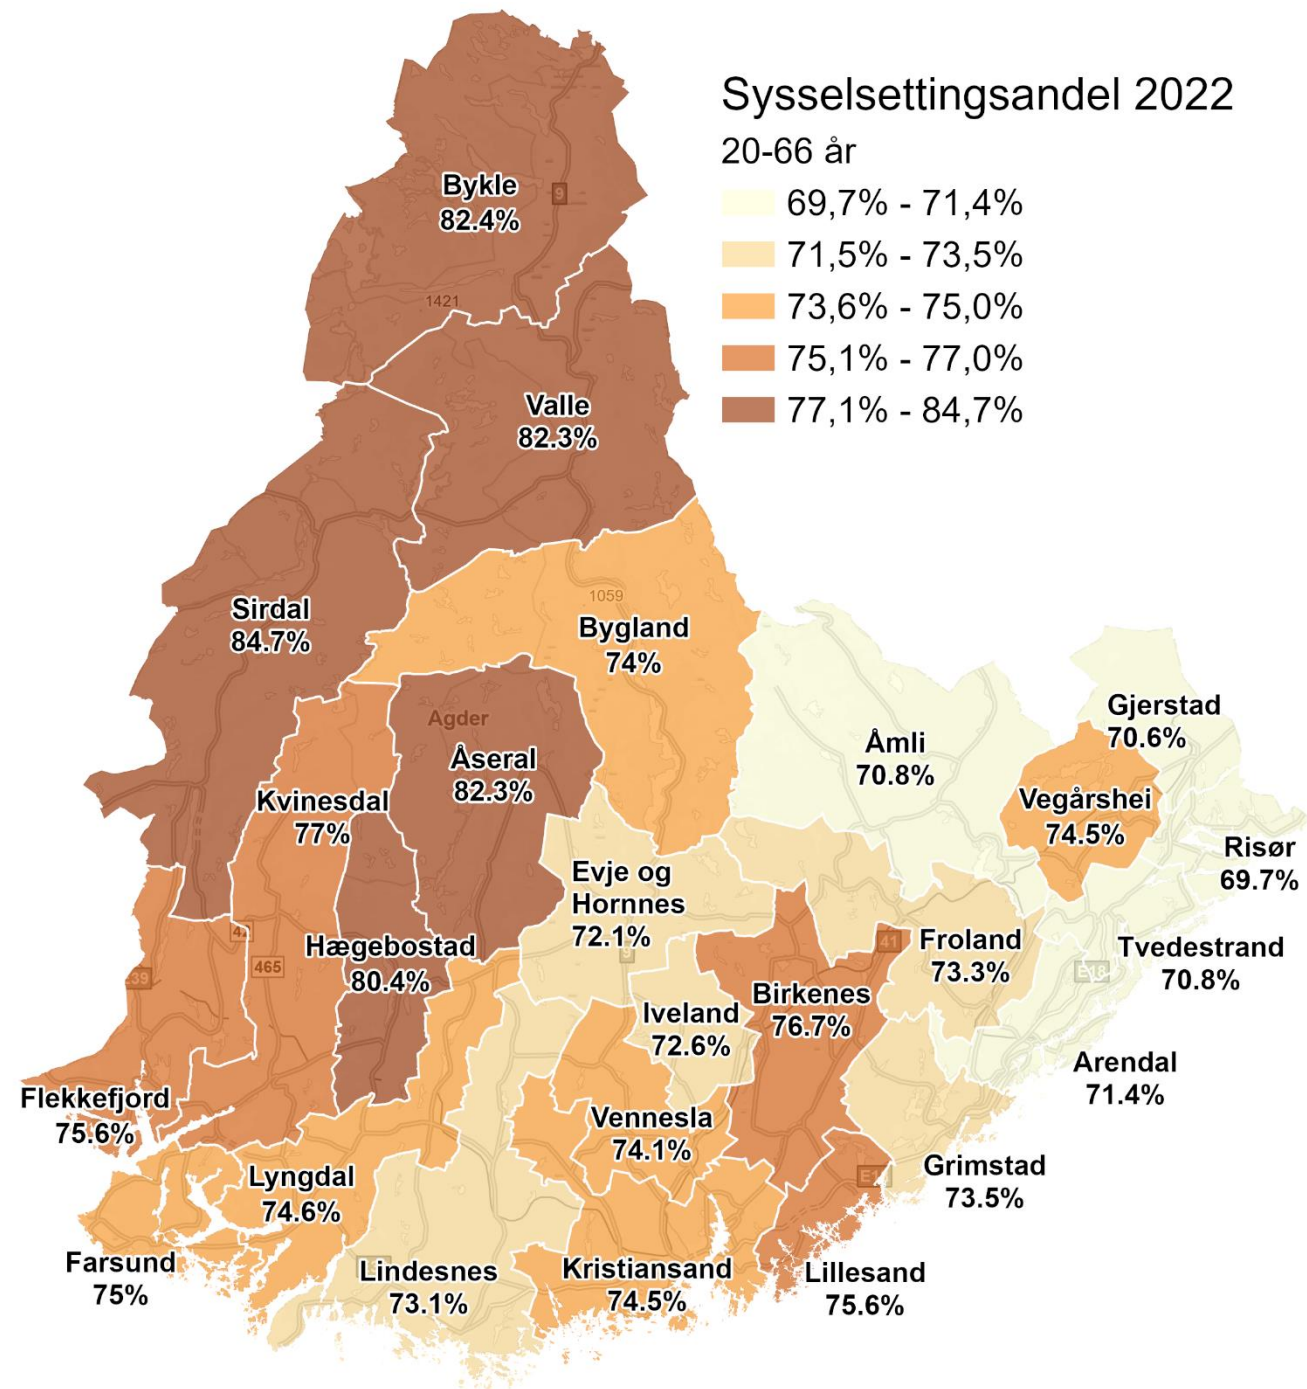 Sysselsettingsandel 2022
20-66 år
69,7% - 71,4%
71,5% - 73,5%
73,6% - 75,0%
75,1% - 77,0%
77,1% - 84,7%
Bykle
82.4%
9
1421
Valle
82.3%
Sirdal
84.7%
1059
Bygland
74%
Agder
Åseral
82.3%
Åmli
70.8%
Gjerstad
70.6%
Kvinesdal
77%
Vegårshei
74.5%
Risør
69.7%
Evje og
Hornnes
72.1%
9
Hægebostad
80.4%
465
41
Froland
73.3%
Tvedestrand
70.8%
E18
Birkenes
76.7%
Iveland
72.6%
Arendal
71.4%
Flekkefjord
75.6%
Vennesla
74.1%
Lyngdal
74.6%
Grimstad
73.5%
Farsund
75%
Lindesnes
73.1%
Kristiansand
74.5%
Lillesand
75.6%